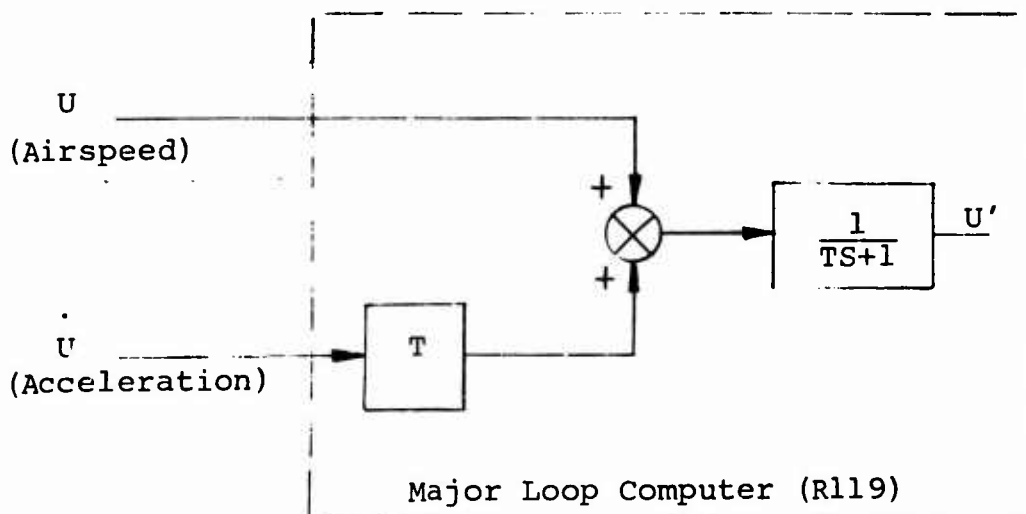 U
(Airspeed)
+
+
1
TS+1
U'
U̇
(Acceleration)
T
Major Loop Computer (R119)